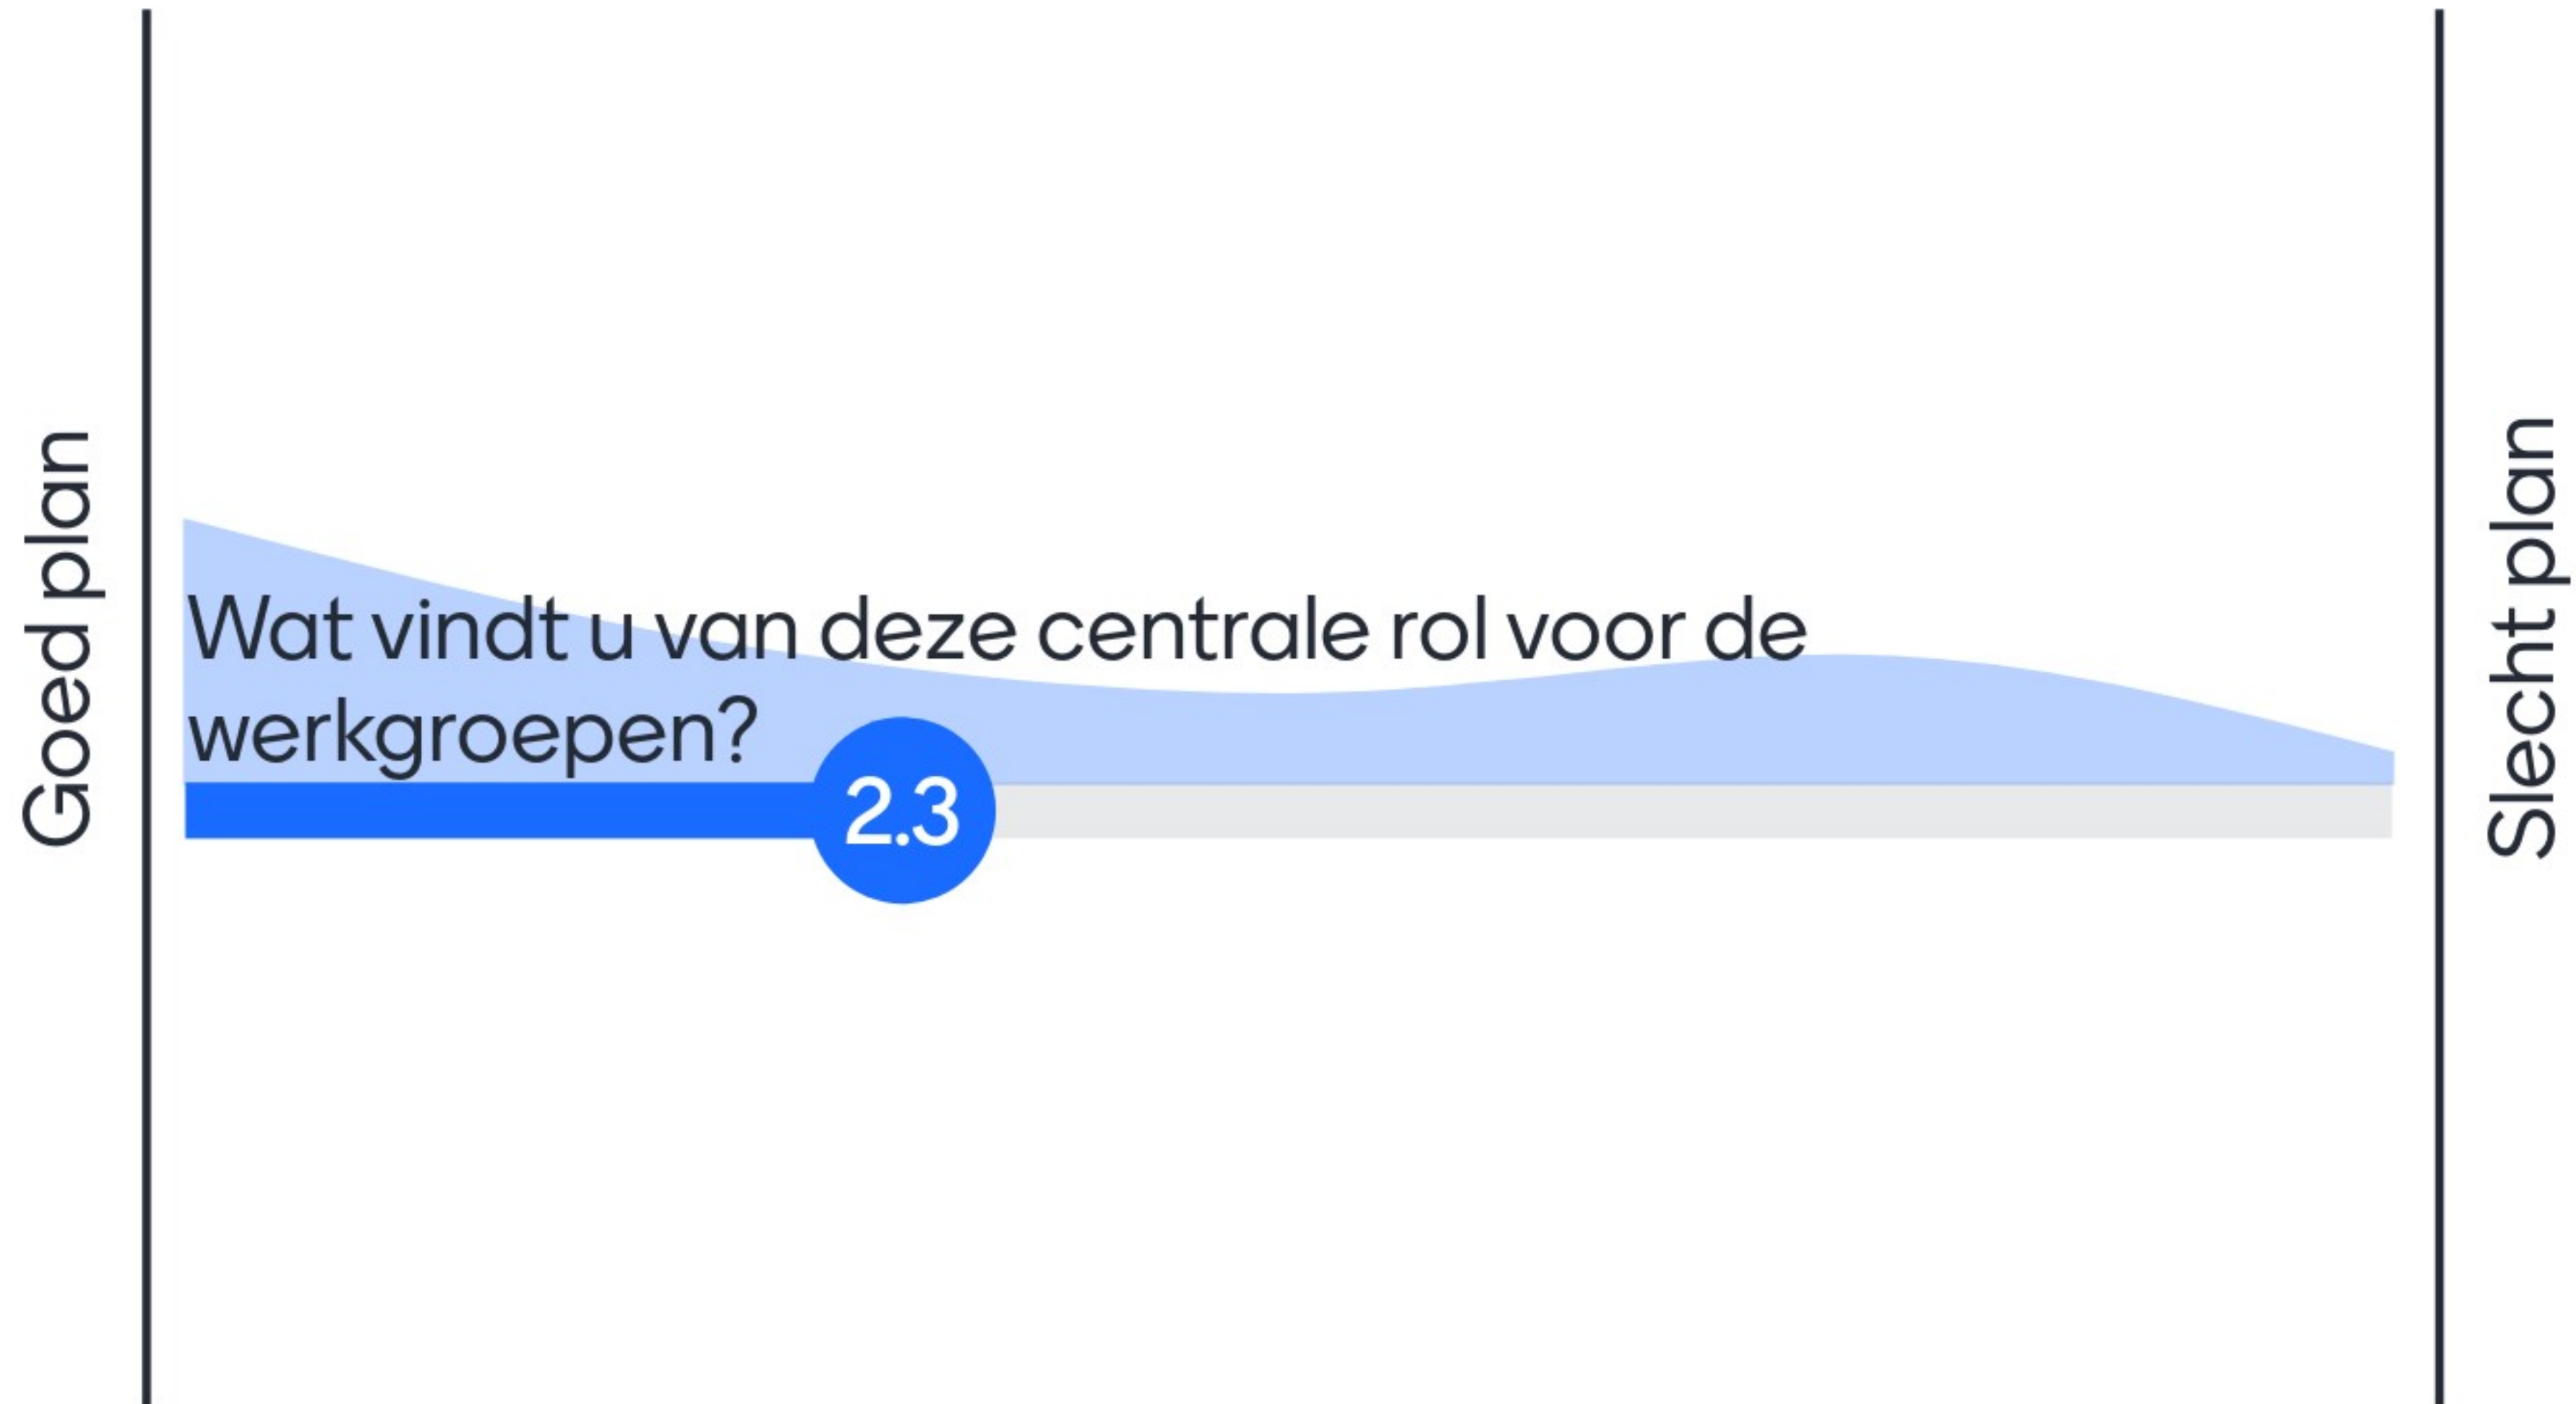 Goed plan
Wat vindt u van deze centrale rol voor de
werkgroepen?
2.3
Slecht plan